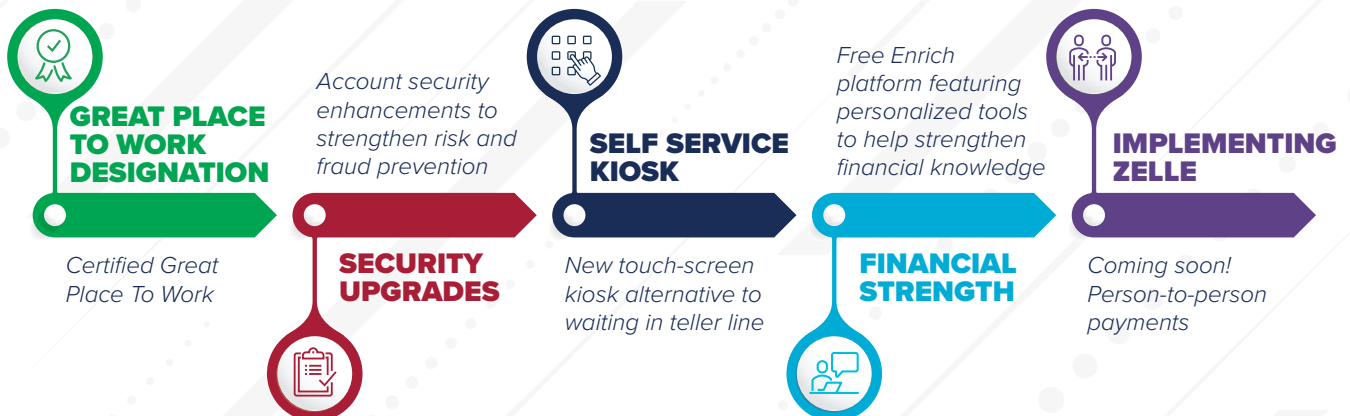 GREAT PLACE
TO WORK
DESIGNATION
Certified Great
Place To Work
Account security
enhancements to
strengthen risk and
fraud prevention
SECURITY
UPGRADES
SELF SERVICE
KIOSK
New touch-screen
kiosk alternative to
waiting in teller line
Free Enrich
platform featuring
personalized tools
to help strengthen
financial knowledge
FINANCIAL
STRENGTH
IMPLEMENTING
ZELLE
Coming soon!
Person-to-person
payments